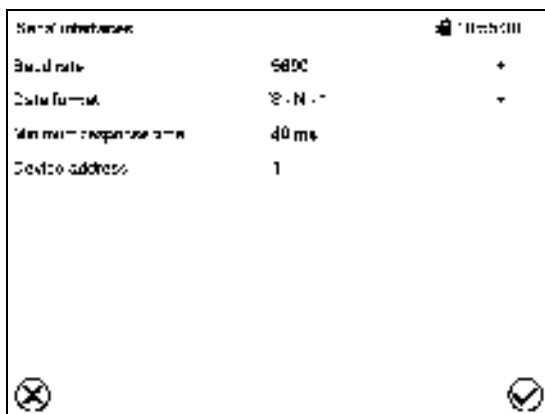 Serial interfaces
Baud rate 9600
Data format 8 - N - 1
Minimum response time 40 ms
Device address 1